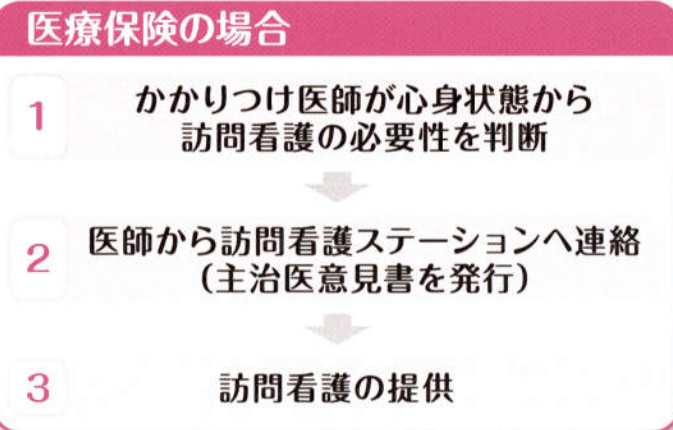 医療保険の場合
1
かかりつけ医師が心身状態から
訪問看護の必要性を判断
2
医師から訪問看護ステーションへ連絡
（主治医意見書を発行）
3
訪問看護の提供